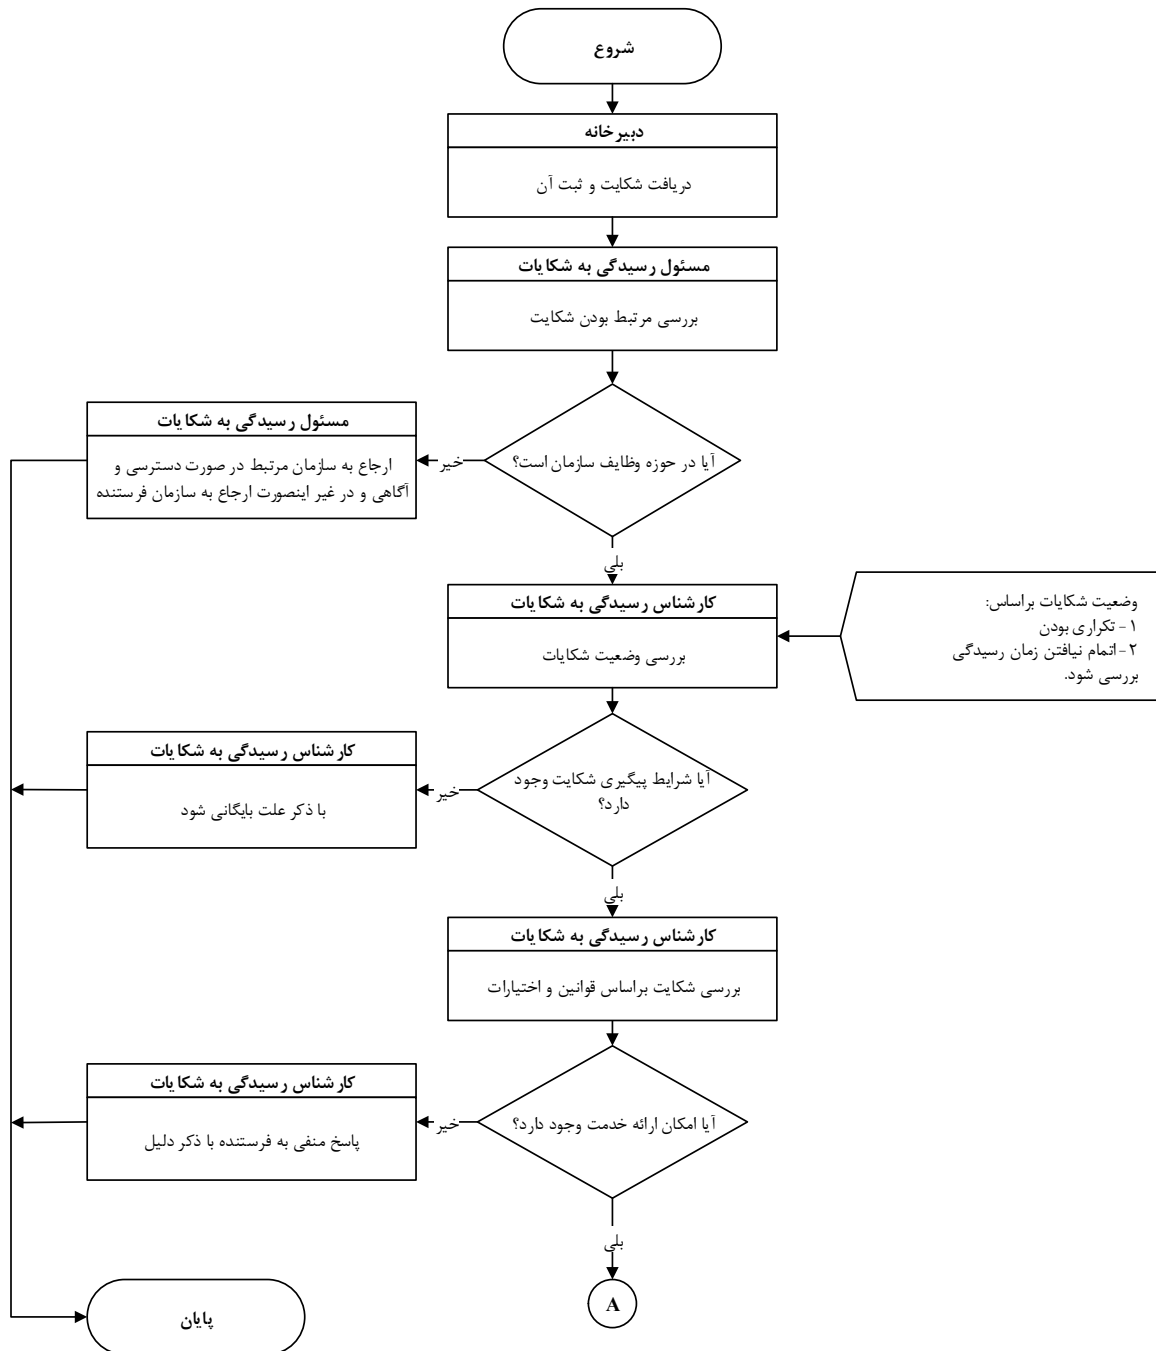 شروع
دبیرخانه
دریافت شکایت و ثبت آن
مسئول رسیدگی به شکایات
بررسی مرتبط بودن شکایت
آیا در حوزه وظایف سازمان است؟
خیر
مسئول رسیدگی به شکایات
ارجاع به سازمان مرتبط در صورت دسترسی و
آگاهی و در غیر اینصورت ارجاع به سازمان فرستنده
بلی
کارشناس رسیدگی به شکایات
بررسی وضعیت شکایات
وضعیت شکایات براساس:
۱- تکراری بودن
۲- اتمام نیافتن زمان رسیدگی
بررسی شود.
آیا شرایط پیگیری شکایت وجود
دارد؟
خیر
کارشناس رسیدگی به شکایات
با ذکر علت بایگانی شود
بلی
کارشناس رسیدگی به شکایات
بررسی شکایت براساس قوانین و اختیارات
آیا امکان ارائه خدمت وجود دارد؟
خیر
کارشناس رسیدگی به شکایات
پاسخ منفی به فرستنده با ذکر دلیل
بلی
A
پایان